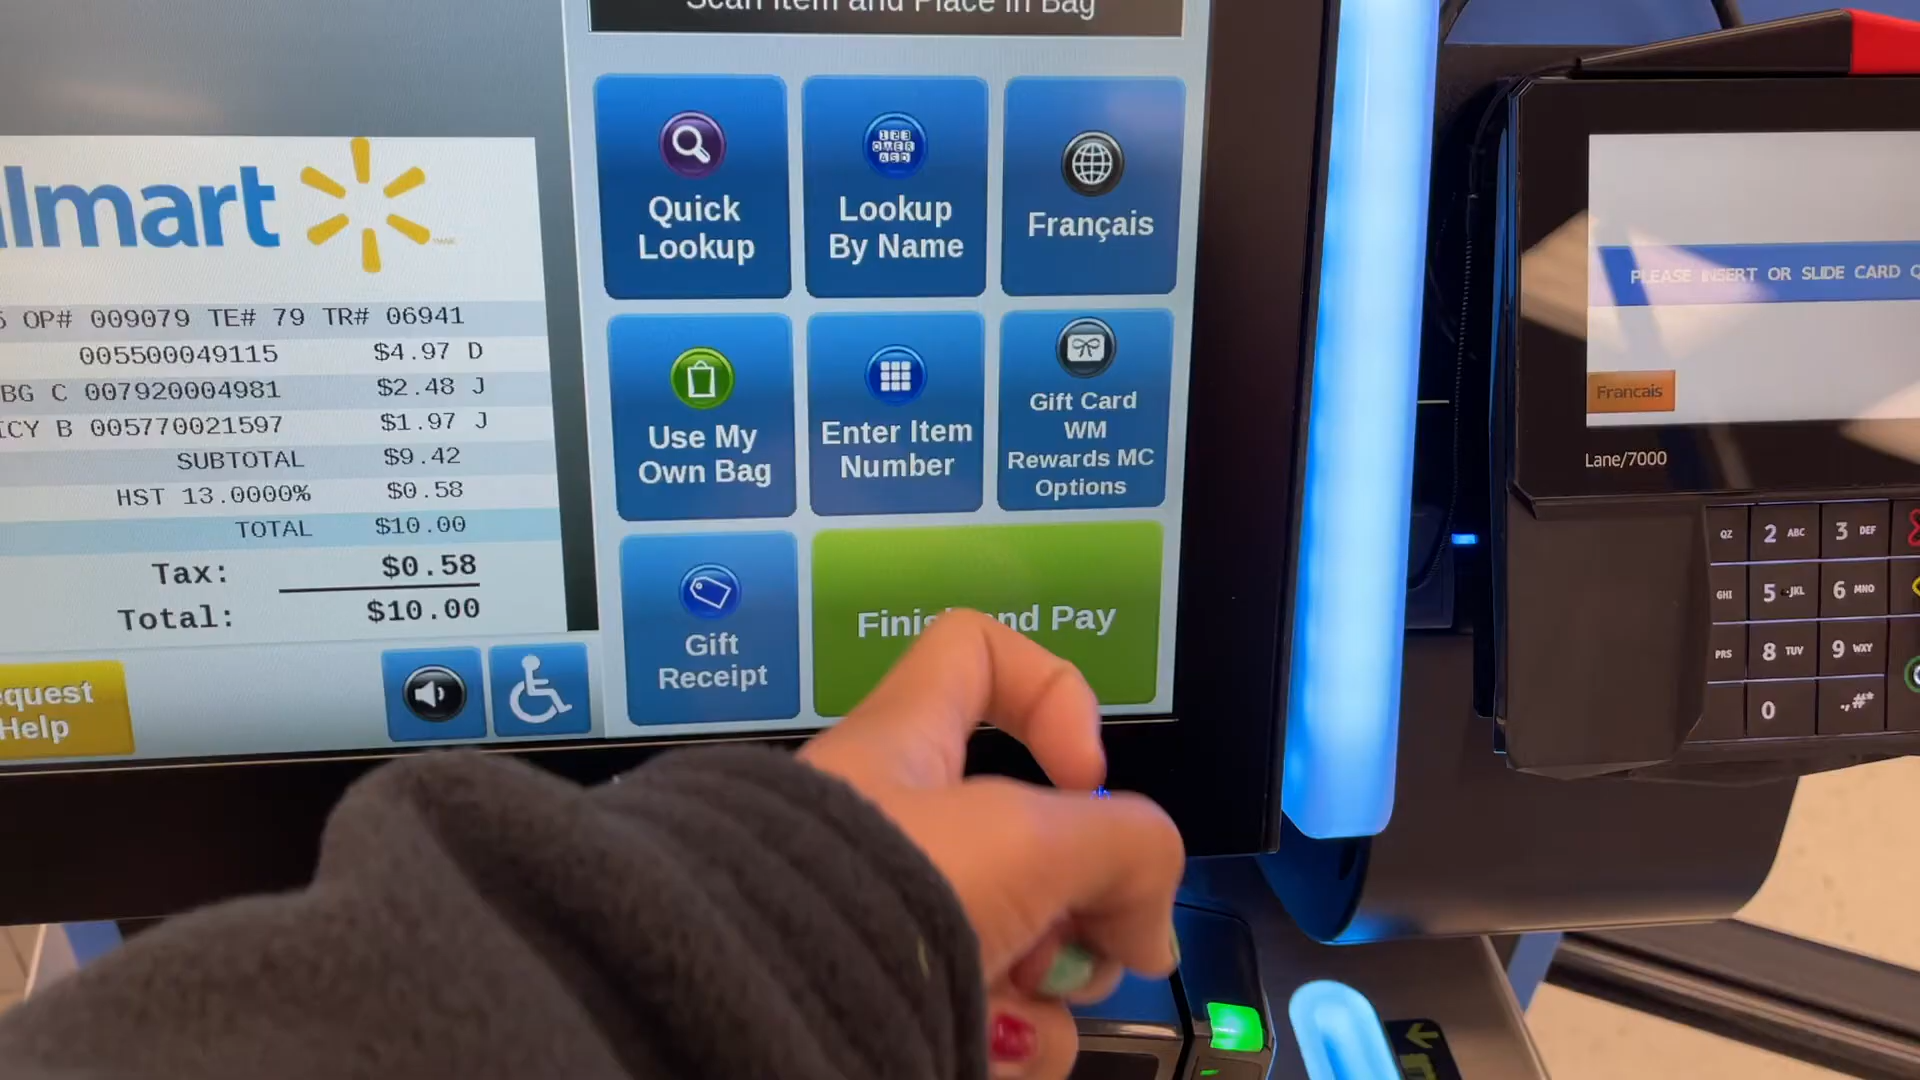 Scan Item and Place in Bag
lmart
OP# 009079 TE# 79 TR# 06941
005500049115 $4.97 D
BG C 007920004981 $2.48 J
ICY B 005770021597 $1.97 J
SUBTOTAL $9.42
HST 13.0000% $0.58
TOTAL $10.00
Tax: $0.58
Total: $10.00
equest
Help
Quick
Lookup
Lookup
By Name
Français
Use My
Own Bag
Enter Item
Number
Gift Card
WM
Rewards MC
Options
Gift
Receipt
Finish and Pay
PLEASE INSERT OR SLIDE CARD
Francais
Lane/7000
QZ 2 ABC 3 DEF
GHI 5 JKL 6 MNO
PRS 8 TUV 9 WXY
0 .,#*